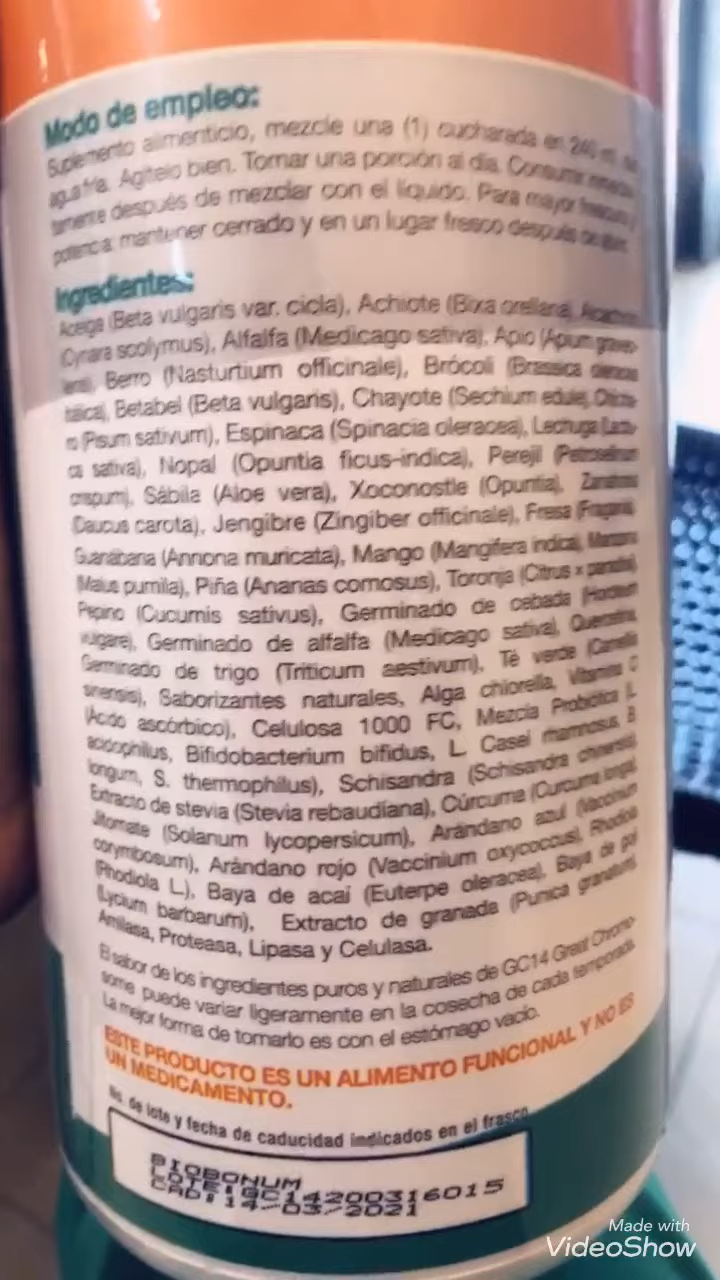 Modo de empleo:
Suplemento alimenticio, mezcle una (1) cucharada en 240 ml,
agua fría. Agítelo bien. Tomar una porción al día. Consumir
después de mezclar con el líquido. Para mayor frescura y
potencia: mantener cerrado y en un lugar fresco después de
Ingredientes:
Acelga (Beta vulgaris var. cicla), Achiote (Bixa orellana),
(Cynara scolymus), Alfalfa (Medicago sativa), Apio (Apium
Berro (Nasturtium officinale), Brócoli (Brassica
itálica), Betabel (Beta vulgaris), Chayote (Sechium edule),
(Pisum sativum), Espinaca (Spinacia oleracea), Lechuga
sativa), Nopal (Opuntia ficus-indica), Perejil (Petroselinum
crispum), Sábila (Aloe vera), Xoconostle (Opuntia), Zanahoria
(Daucus carota), Jengibre (Zingiber officinale), Fresa
Guanábana (Annona muricata), Mango (Mangifera indica), Manzana
(Malus pumila), Piña (Ananas comosus), Toronja (Citrus x paradisi),
Pepino (Cucumis sativus), Germinado de cebada (Hordeum
vulgare), Germinado de alfalfa (Medicago sativa),
Germinado de trigo (Triticum aestivum), Té verde (Camellia
sinensis), Saborizantes naturales, Alga chlorella, Vitamina C
(Ácido ascórbico), Celulosa 1000 FC, Mezcla Probiótica L.
acidophilus, Bifidobacterium bifidus, L. Casei rhamnosus, B.
longum, S. thermophilus), Schisandra (Schisandra chinensis),
Extracto de stevia (Stevia rebaudiana), Cúrcuma (Curcuma longa),
Jitomate (Solanum lycopersicum), Arándano azul (Vaccinium
corymbosum), Arándano rojo (Vaccinium oxycoccus), Rhodiola
(Rhodiola L.), Baya de acaí (Euterpe oleracea), Baya de goji
(Lycium barbarum), Extracto de granada (Punica granatum),
Amilasa, Proteasa, Lipasa y Celulasa.
El sabor de los ingredientes puros y naturales de GC14 Great Chromo-
some puede variar ligeramente en la cosecha de cada temporada.
La mejor forma de tomarlo es con el estómago vacío.
ESTE PRODUCTO ES UN ALIMENTO FUNCIONAL Y NO ES
UN MEDICAMENTO.
No. de lote y fecha de caducidad indicados en el frasco
BIOBONUM
LOTE:GC14200316015
CAD:14/03/2021
Made with
VideoShow